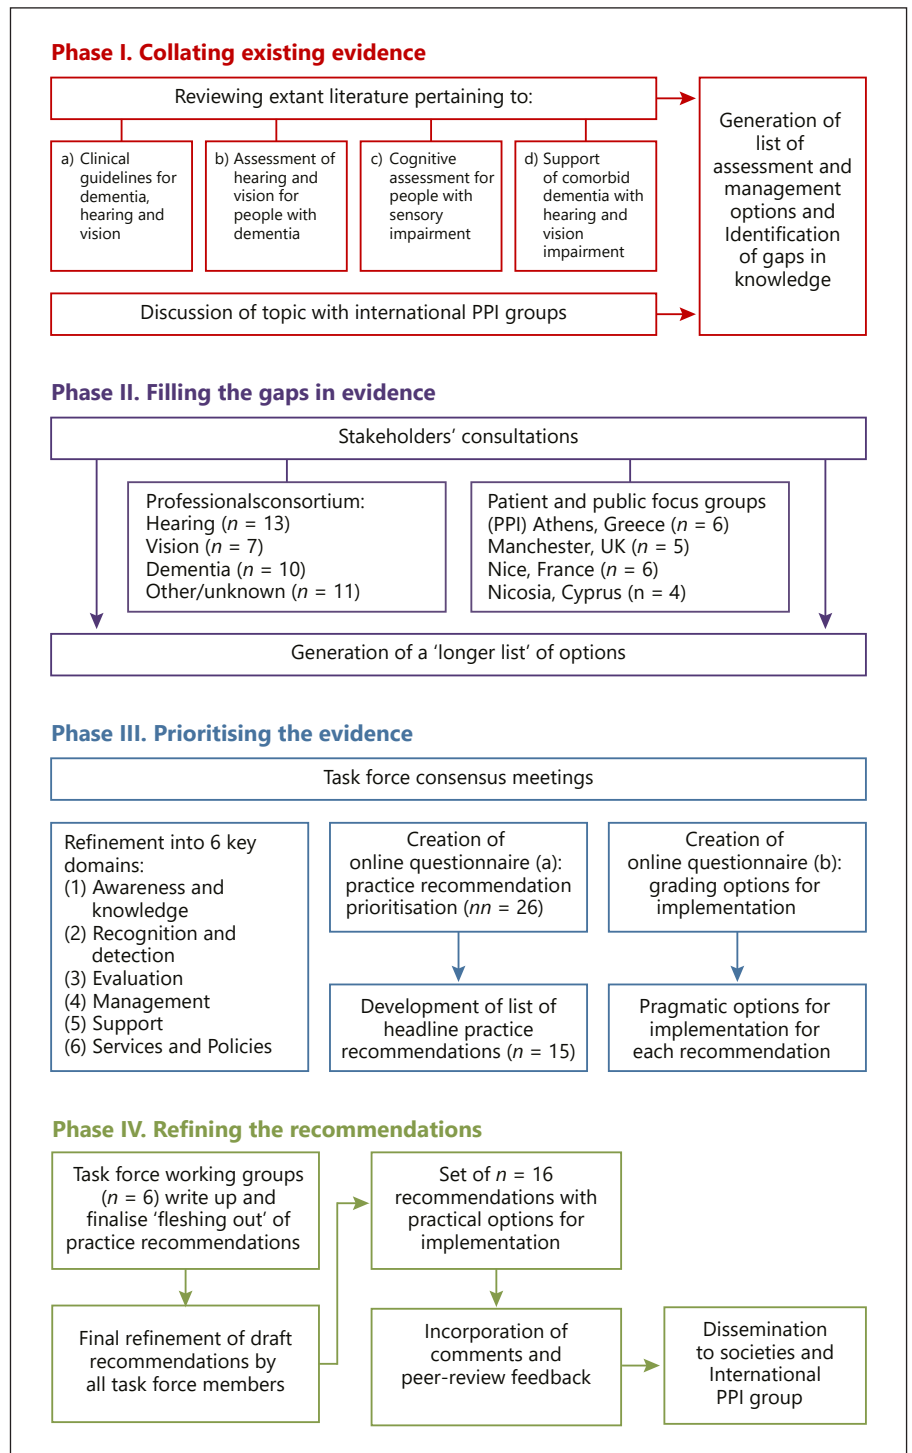 Phase I. Collating existing evidence
Reviewing extant literature pertaining to:
a) Clinical
guidelines for
dementia,
hearing and
vision
b) Assessment of
hearing and
vision for
people with
dementia
c) Cognitive
assessment for
people with
sensory
impairment
d) Support
of comorbid
dementia with
hearing and
vision
impairment
Discussion of topic with international PPI groups
Generation of
list of
assessment and
management
options and
Identification
of gaps in
knowledge
Phase II. Filling the gaps in evidence
Stakeholders’ consultations
Professionalsconsortium:
Hearing (n = 13)
Vision (n = 7)
Dementia (n = 10)
Other/unknown (n = 11)
Patient and public focus groups
(PPI) Athens, Greece (n = 6)
Manchester, UK (n = 5)
Nice, France (n = 6)
Nicosia, Cyprus (n = 4)
Generation of a ‘longer list’ of options
Phase III. Prioritising the evidence
Task force consensus meetings
Refinement into 6 key
domains:
(1) Awareness and
knowledge
(2) Recognition and
detection
(3) Evaluation
(4) Management
(5) Support
(6) Services and Policies
Creation of
online questionnaire (a):
practice recommendation
prioritisation (nn = 26)
Development of list of
headline practice
recommendations (n = 15)
Creation of
online questionnaire (b):
grading options for
implementation
Pragmatic options for
implementation for
each recommendation
Phase IV. Refining the recommendations
Task force working groups
(n = 6) write up and
finalise ‘fleshing out’ of
practice recommendations
Final refinement of draft
recommendations by
all task force members
Set of n = 16
recommendations with
practical options for
implementation
Incorporation of
comments and
peer-review feedback
Dissemination
to societies and
International
PPI group